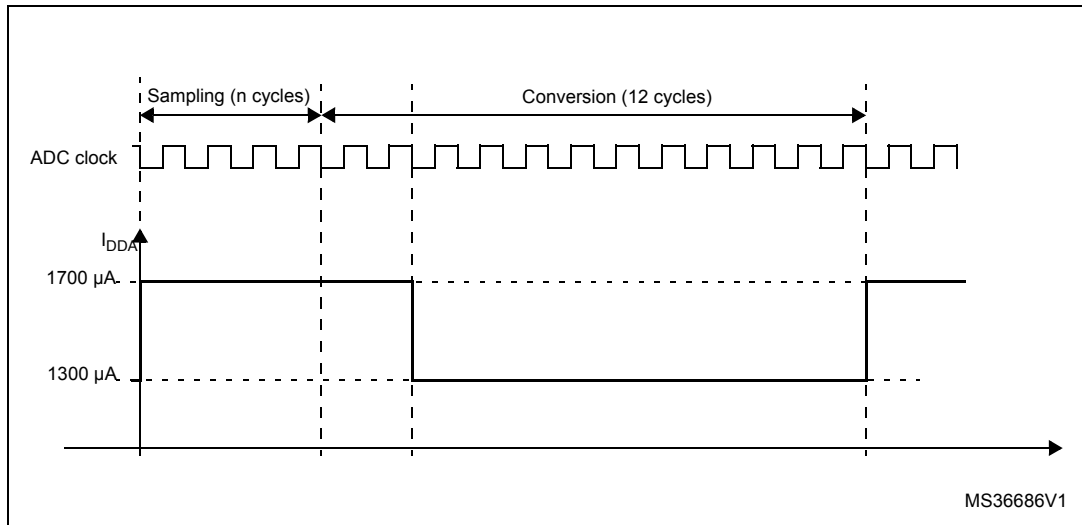 Sampling (n cycles)
Conversion (12 cycles)
ADC clock
IDDA
1700 µA
1300 µA
MS36686V1